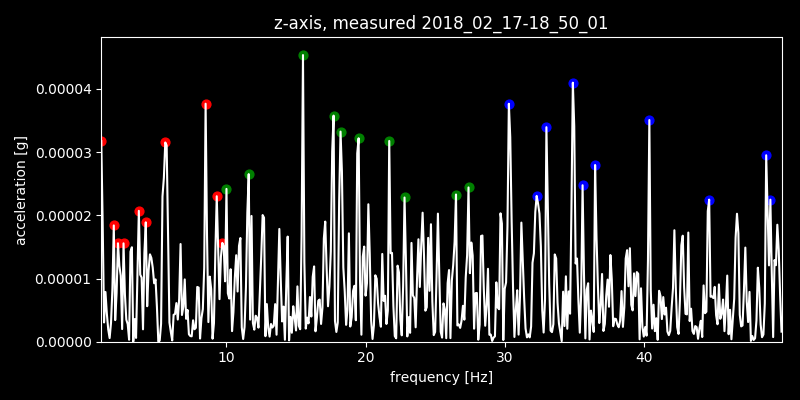 z-axis, measured 2018_02_17-18_50_01
acceleration [g]
0.00004
0.00003
0.00002
0.00001
0.00000
10 20 30 40
frequency [Hz]